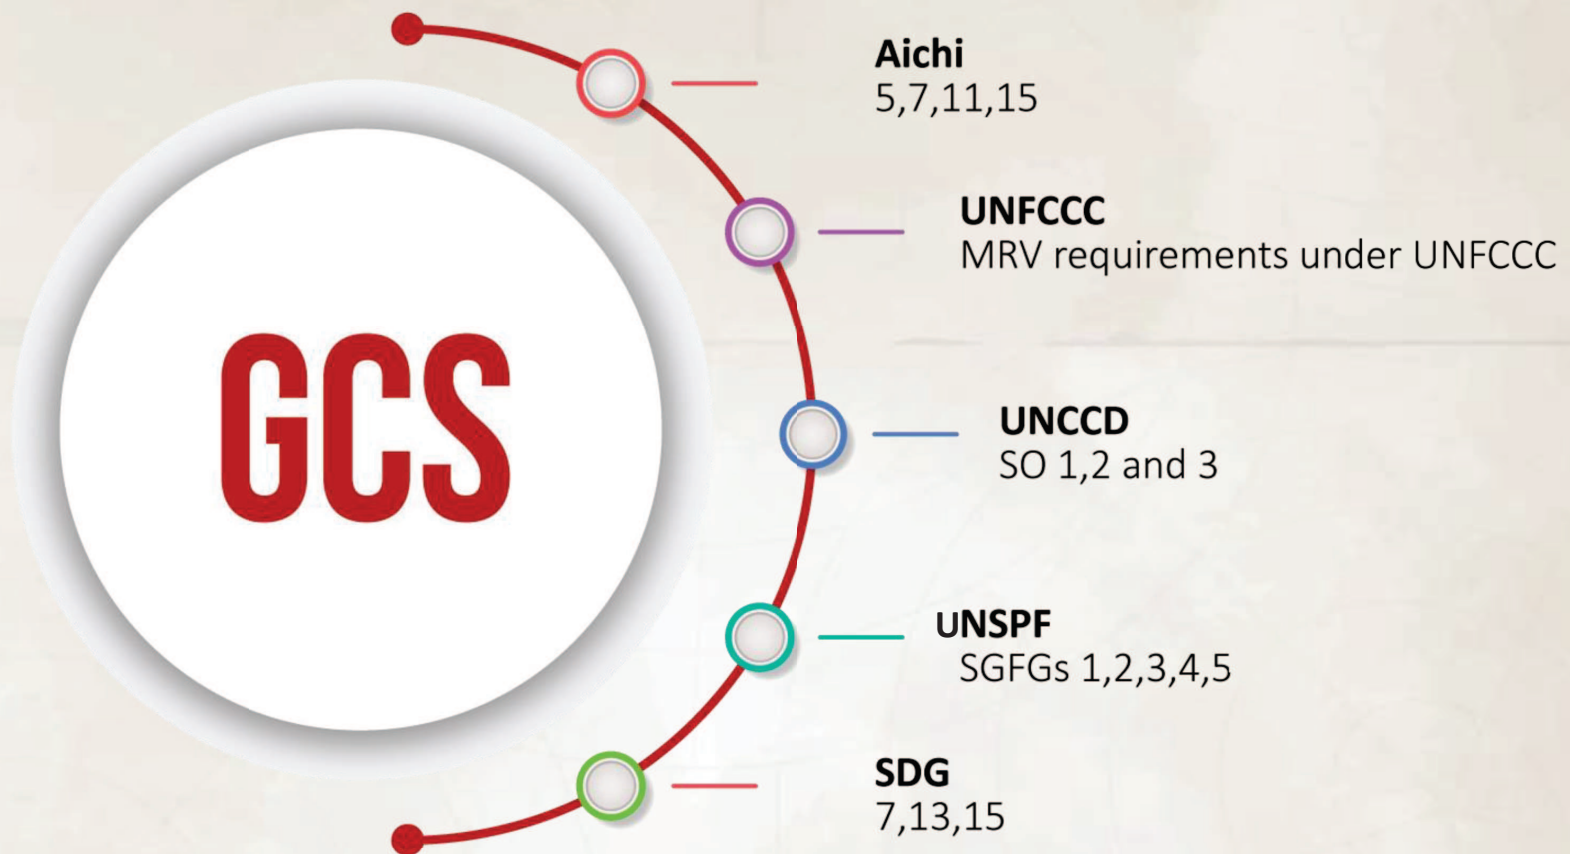 GCS
Aichi
5,7,11,15
UNFCCC
MRV requirements under UNFCCC
UNCCD
SO 1,2 and 3
UNSPF
SGFGs 1,2,3,4,5
SDG
7,13,15